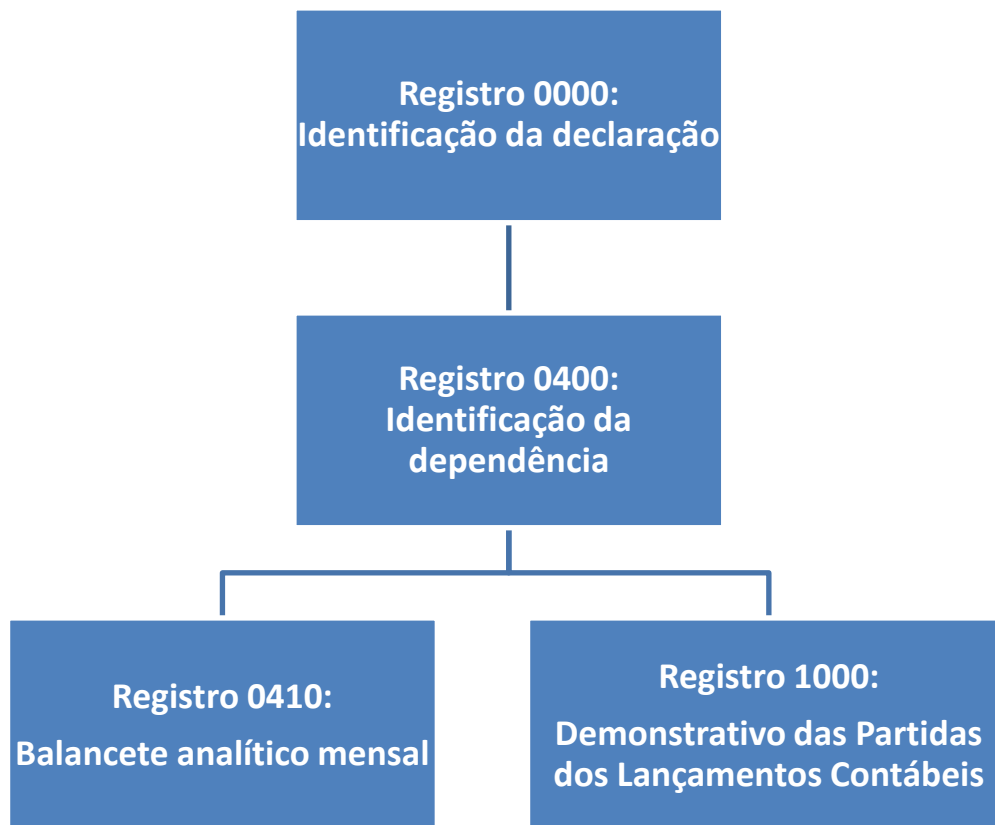 Registro 0000:
Identificação da declaração
Registro 0400:
Identificação da
dependência
Registro 0410:
Balancete analítico mensal
Registro 1000:
Demonstrativo das Partidas
dos Lançamentos Contábeis